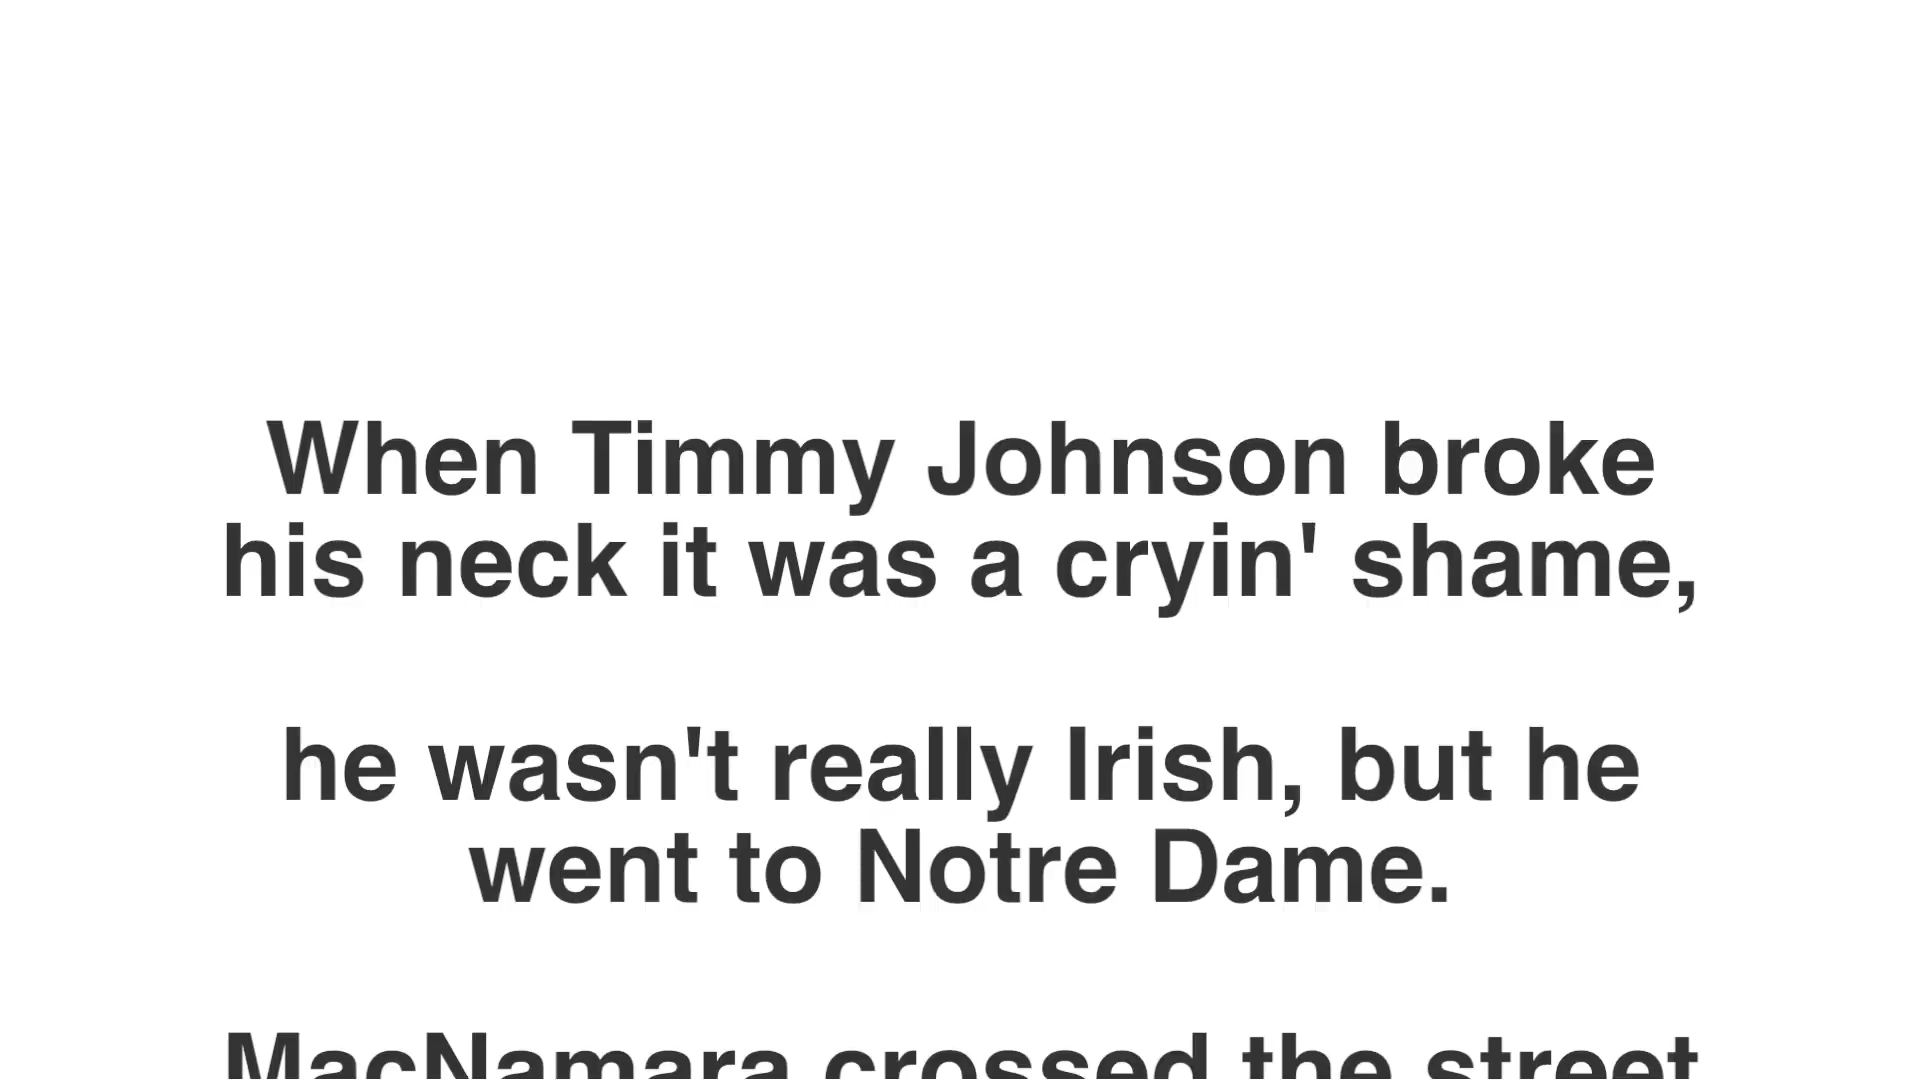 When Timmy Johnson broke
his neck it was a cryin' shame,
he wasn't really Irish, but he
went to Notre Dame.
MacNamara crossed the street